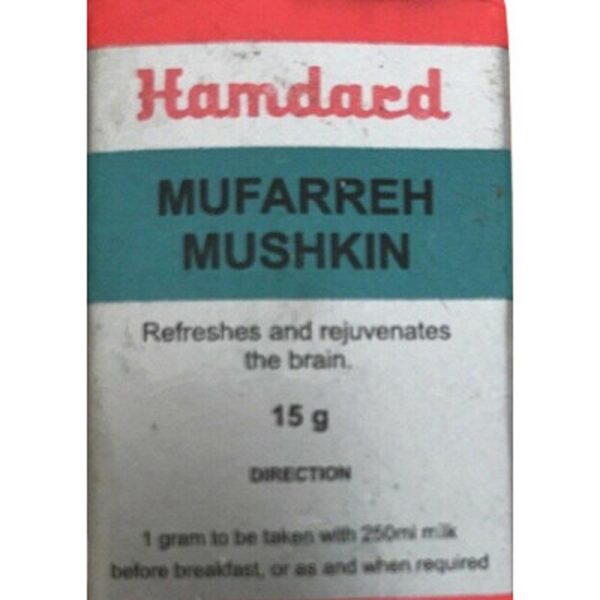 Hamdard
MUFARREH
MUSHKIN
Refreshes and rejuvenates
the brain.
15 g
DIRECTION
1 gram to be taken with 250ml milk
before breakfast, or as and when required